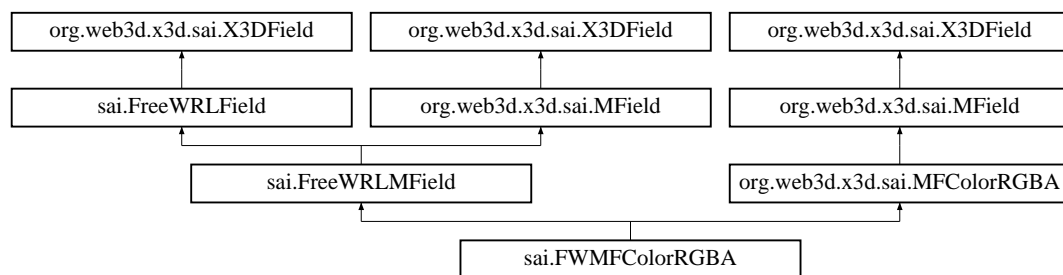 org.web3d.x3d.sai.X3DField org.web3d.x3d.sai.X3DField org.web3d.x3d.sai.X3DField
sai.FreeWRLField org.web3d.x3d.sai.MField org.web3d.x3d.sai.MField
sai.FreeWRLMField org.web3d.x3d.sai.MFColorRGBA
sai.FWMFColorRGBA